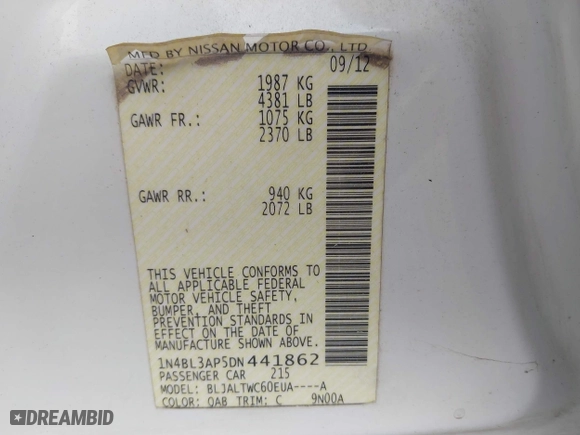 MFD BY NISSAN MOTOR CO., LTD
DATE: 09/12
GVWR: 1987 KG
4381 LB
GAWR FR.: 1075 KG
2370 LB
GAWR RR.: 940 KG
2072 LB
THIS VEHICLE CONFORMS TO
ALL APPLICABLE FEDERAL
MOTOR VEHICLE SAFETY,
BUMPER, AND THEFT
PREVENTION STANDARDS IN
EFFECT ON THE DATE OF
MANUFACTURE SHOWN ABOVE.
1N4BL3AP5DN441862
PASSENGER CAR 215
MODEL: BLJALTWC60EUA----A
COLOR: QAB TRIM: C 9N00A
DREAMBID